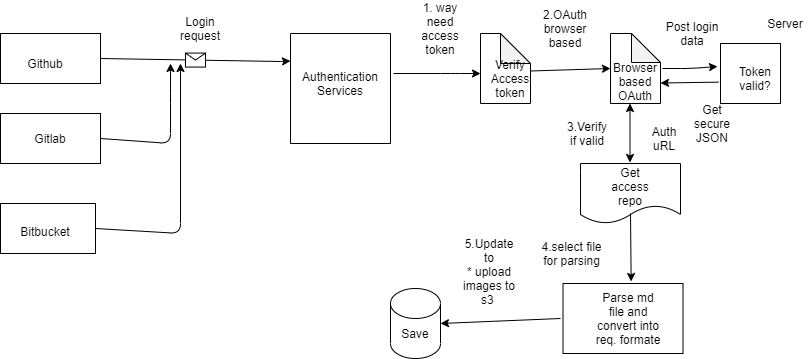 Login
request
1. way
need
access
token
2.OAuth
browser
based
Post login
data
Server
Github
Authentication
Services
Verify
Access
token
Browser
based
OAuth
Token
valid?
Gitlab
3.Verify
if valid
Auth
uRL
Get
secure
JSON
Get
access
repo
Bitbucket
5.Update
to
* upload
images to
s3
4.select file
for parsing
Save
Parse md
file and
convert into
req. formate